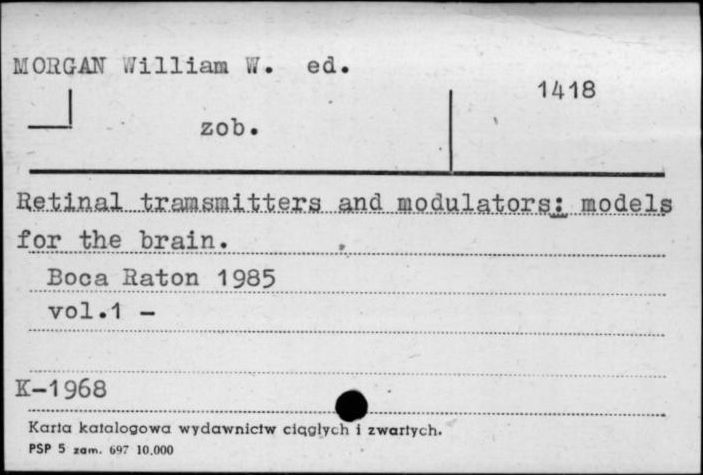 MORGAN William W. ed.
1418
zob.
Retinal tramsmitters and modulators: models
for the brain.
Boca Raton 1985
vol.1 -
K-1968
Karta katalogowa wydawnictw ciągłych i zwartych.
PSP 5 zam. 697 10.000